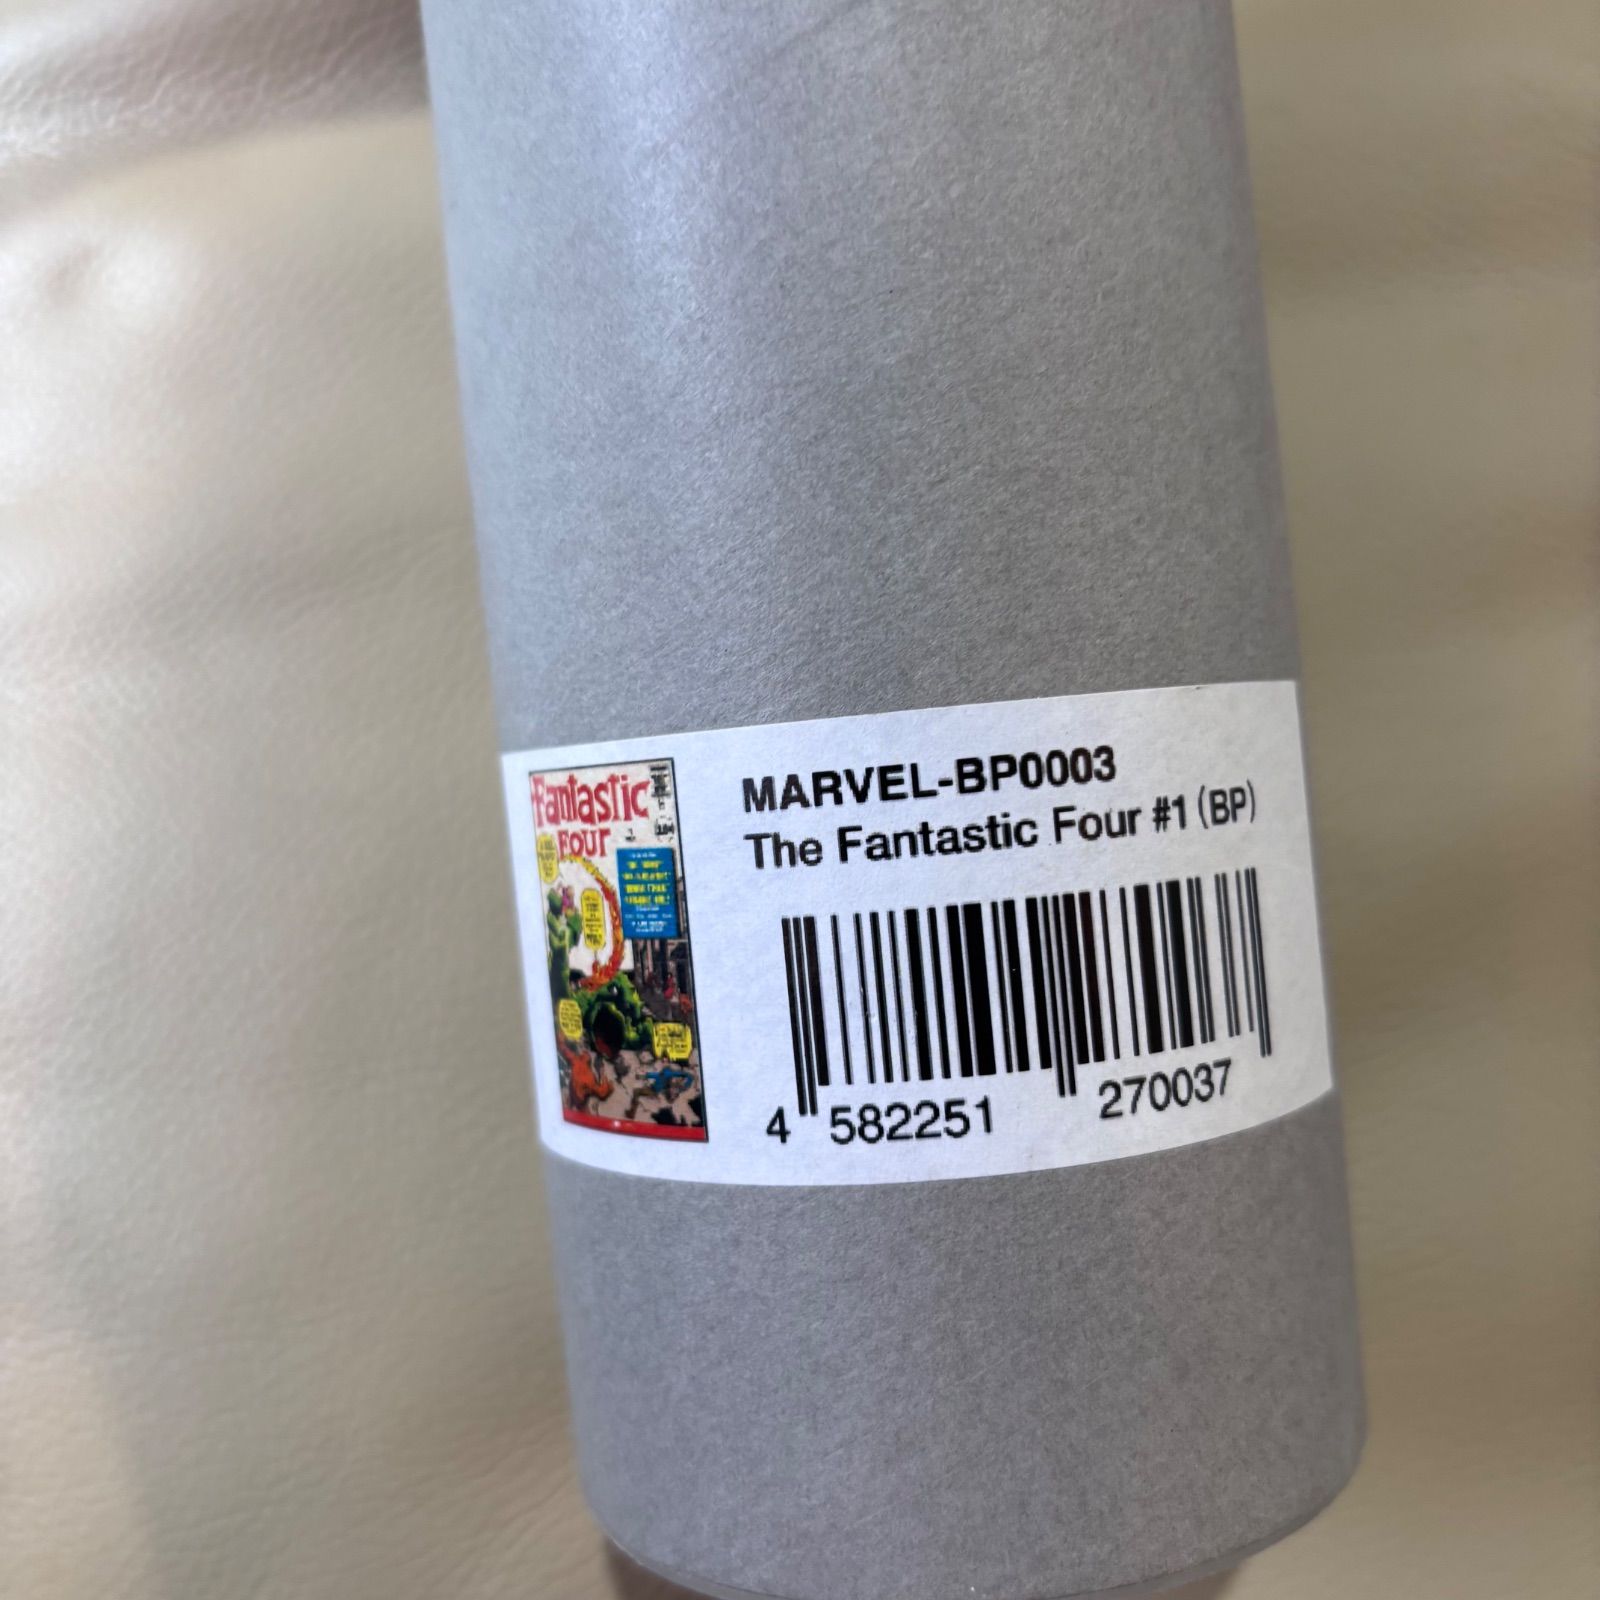 Fantastic
FOUR
MARVEL-BP0003
The Fantastic Four #1 (BP)
4 582251 270037